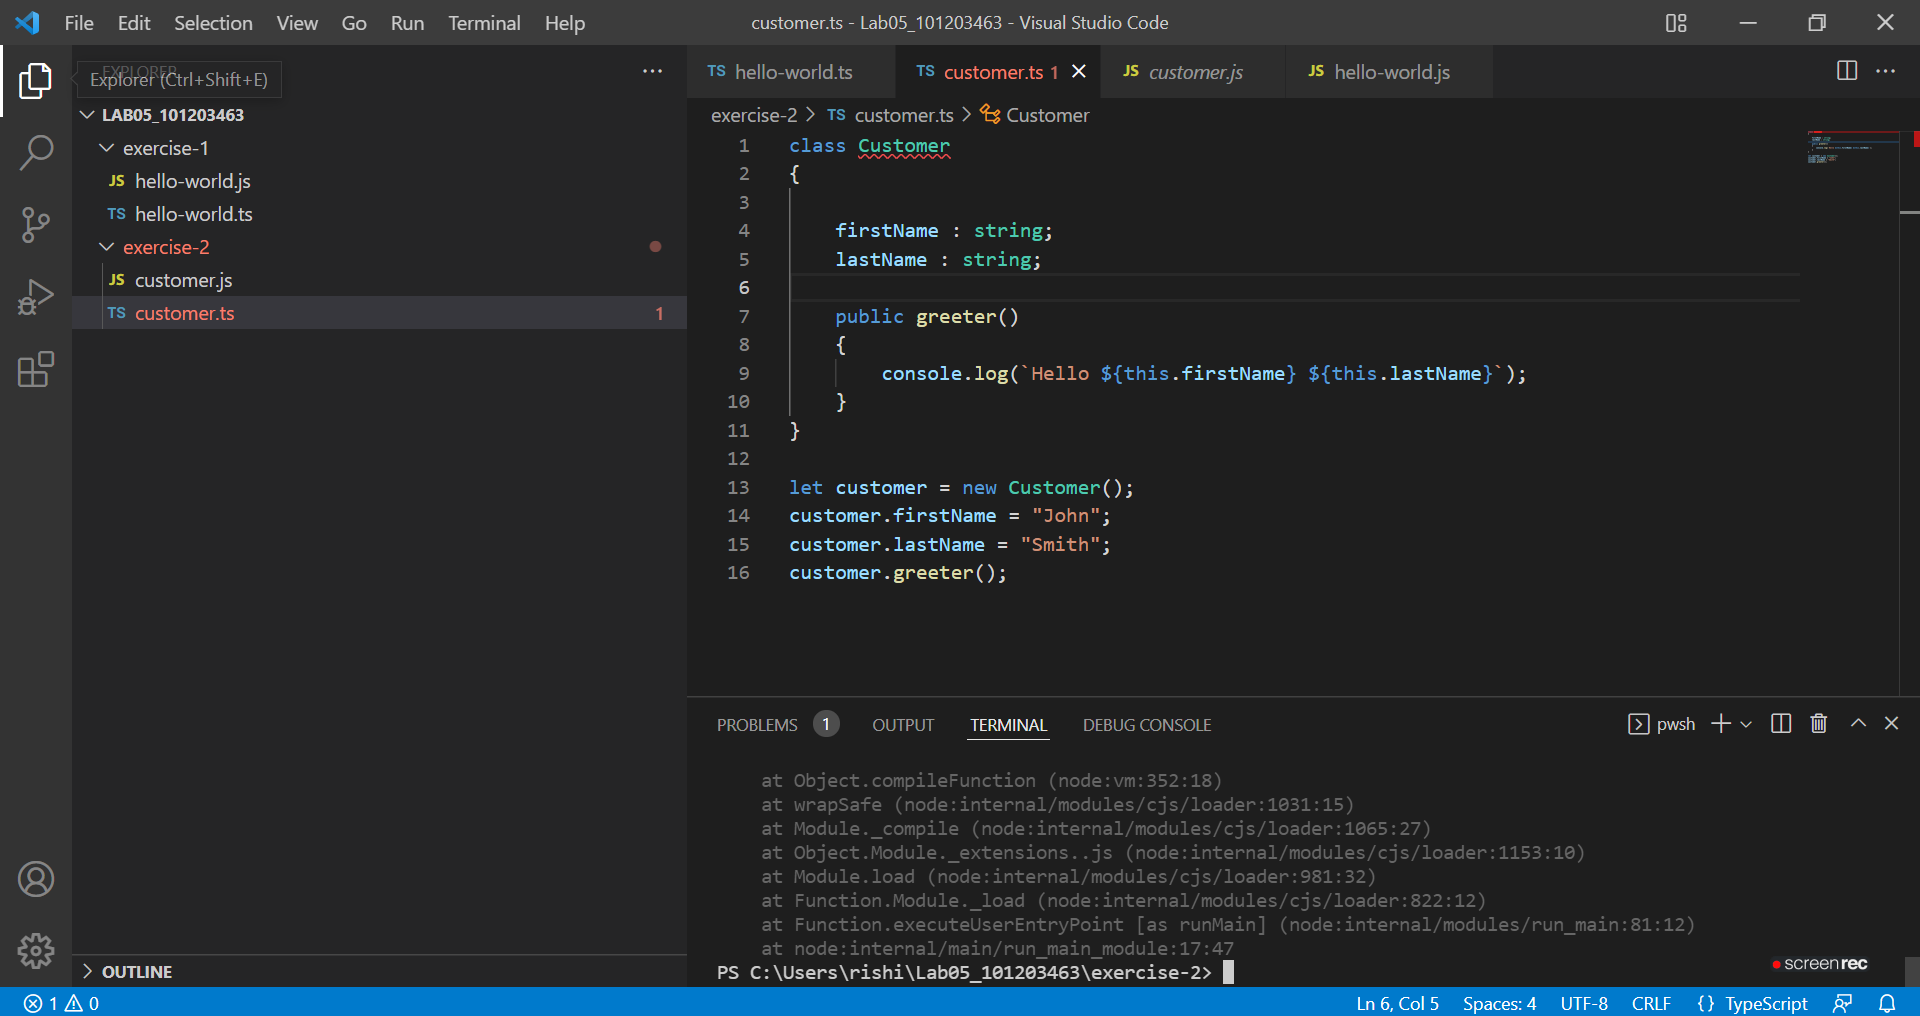 File Edit Selection View Go Run Terminal Help
customer.ts - Lab05_101203463 - Visual Studio Code
EXPLORER
Explorer (Ctrl+Shift+E)
LAB05_101203463
exercise-1
JS hello-world.js
TS hello-world.ts
exercise-2
JS customer.js
TS customer.ts 1
OUTLINE
TS hello-world.ts
TS customer.ts 1
JS customer.js
JS hello-world.js
exercise-2 > TS customer.ts > Customer
1 class Customer
2 {
3
4 firstName : string;
5 lastName : string;
6
7 public greeter()
8 {
9 console.log(`Hello ${this.firstName} ${this.lastName}`);
10 }
11 }
12
13 let customer = new Customer();
14 customer.firstName = "John";
15 customer.lastName = "Smith";
16 customer.greeter();
PROBLEMS 1 OUTPUT TERMINAL DEBUG CONSOLE
pwsh
at Object.compileFunction (node:vm:352:18)
at wrapSafe (node:internal/modules/cjs/loader:1031:15)
at Module._compile (node:internal/modules/cjs/loader:1065:27)
at Object.Module._extensions..js (node:internal/modules/cjs/loader:1153:10)
at Module.load (node:internal/modules/cjs/loader:981:32)
at Function.Module._load (node:internal/modules/cjs/loader:822:12)
at Function.executeUserEntryPoint [as runMain] (node:internal/modules/run_main:81:12)
at node:internal/main/run_main_module:17:47
PS C:\Users\rishi\Lab05_101203463\exercise-2>
screenrec
1 0
Ln 6, Col 5 Spaces: 4 UTF-8 CRLF {} TypeScript